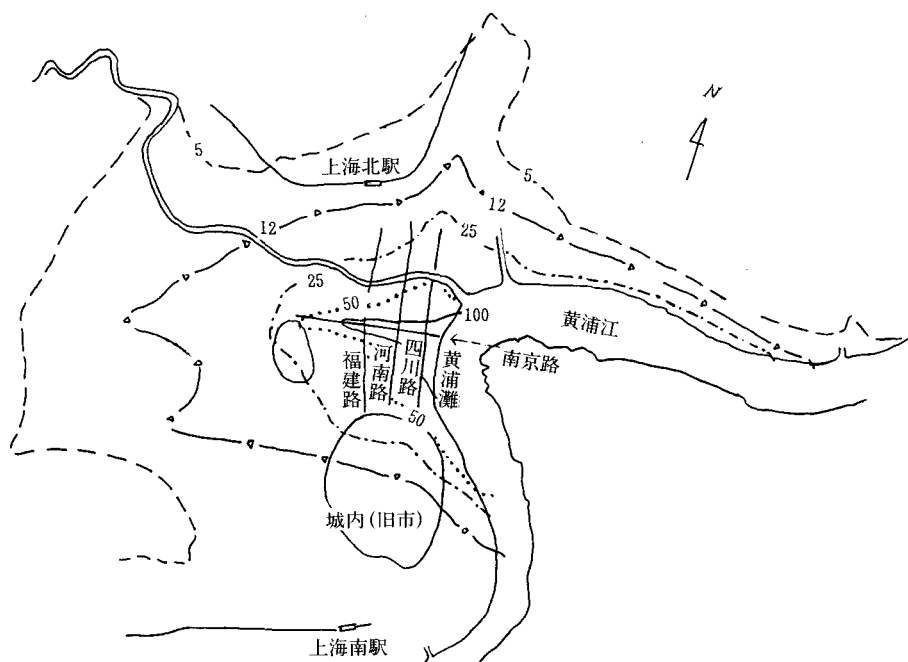 N
5
上海北駅
5
12
12
25
25
50
100
黄浦江
南京路
福建路
河南路
四川路
黄浦灘
50
城内(旧市)
上海南駅